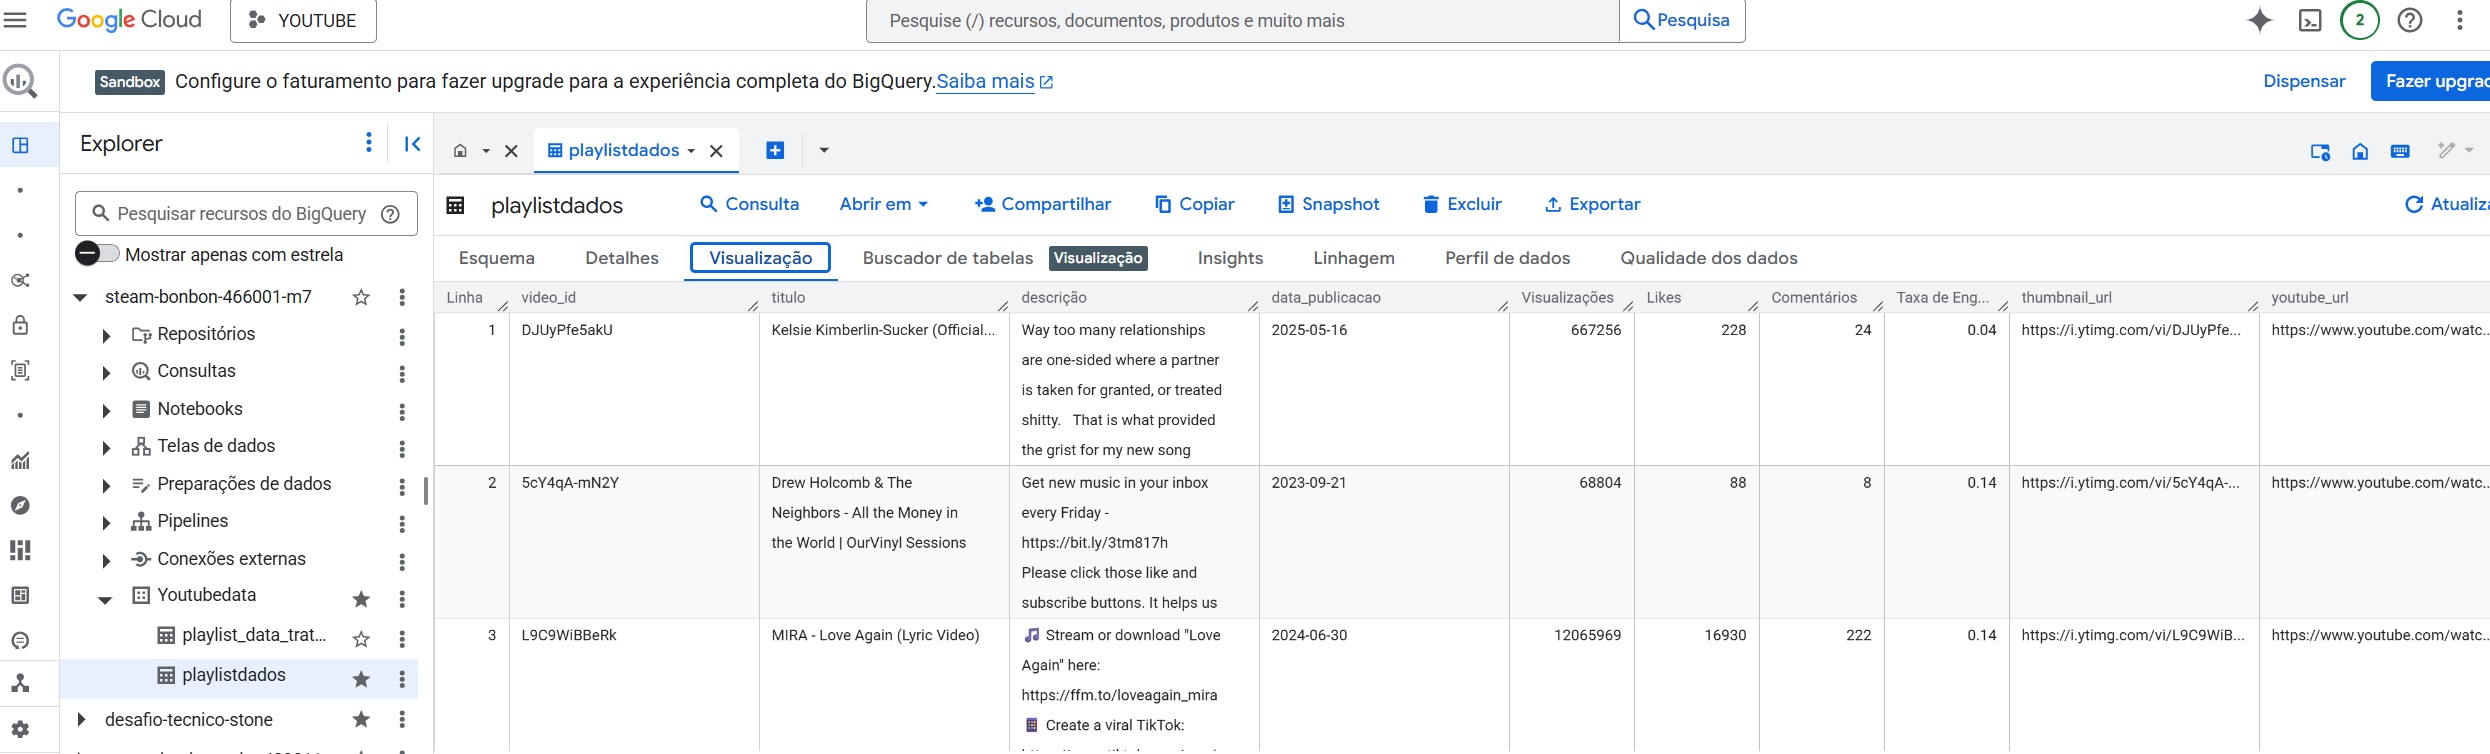 Google Cloud
YOUTUBE
Pesquise (/) recursos, documentos, produtos e muito mais
Pesquisa
2
Sandbox Configure o faturamento para fazer upgrade para a experiência completa do BigQuery. Saiba mais
Dispensar
Fazer upgrad
Explorer
playlistdados
Pesquisar recursos do BigQuery
Mostrar apenas com estrela
steam-bonbon-466001-m7
Repositórios
Consultas
Notebooks
Telas de dados
Preparações de dados
Pipelines
Conexões externas
Youtubedata
playlist_data_trat...
playlistdados
desafio-tecnico-stone
playlistdados
Consulta
Abrir em
Compartilhar
Copiar
Snapshot
Excluir
Exportar
Atualiza
Esquema
Detalhes
Visualização
Buscador de tabelas
Visualização
Insights
Linhagem
Perfil de dados
Qualidade dos dados
Linha video_id titulo descrição data_publicacao Visualizações Likes Comentários Taxa de Eng... thumbnail_url youtube_url
1 DJUyPfe5akU Kelsie Kimberlin-Sucker (Official... Way too many relationships 2025-05-16 667256 228 24 0.04 https://i.ytimg.com/vi/DJUyPfe... https://www.youtube.com/watc...
are one-sided where a partner
is taken for granted, or treated
shitty. That is what provided
the grist for my new song
2 5cY4qA-mN2Y Drew Holcomb & The Get new music in your inbox 2023-09-21 68804 88 8 0.14 https://i.ytimg.com/vi/5cY4qA-... https://www.youtube.com/watc...
Neighbors - All the Money in every Friday -
the World | OurVinyl Sessions https://bit.ly/3tm817h
Please click those like and
subscribe buttons. It helps us
3 L9C9WiBBeRk MIRA - Love Again (Lyric Video) 🎵 Stream or download "Love 2024-06-30 12065969 16930 222 0.14 https://i.ytimg.com/vi/L9C9WiB... https://www.youtube.com/watc...
Again" here:
https://ffm.to/loveagain_mira
Create a viral TikTok: